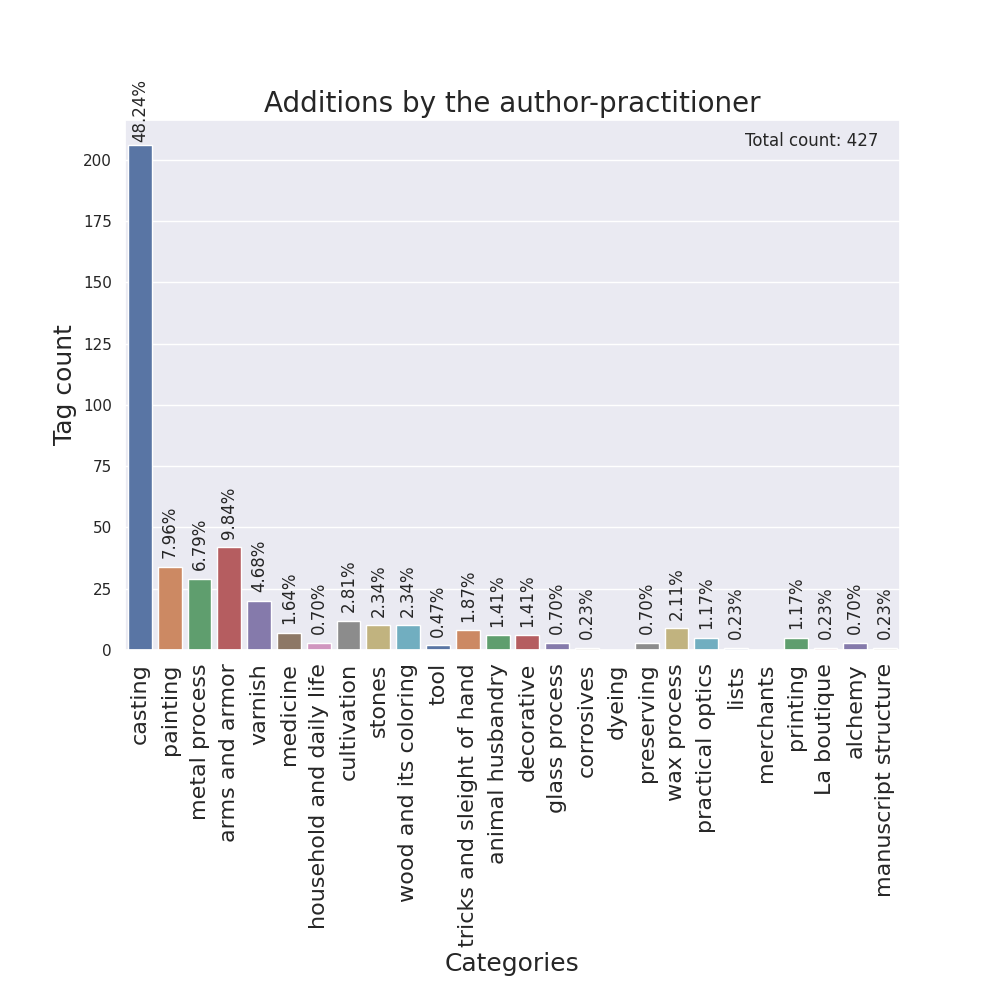 Additions by the author-practitioner
Total count: 427
Tag count
200
175
150
125
100
75
50
25
0
48.24%
7.96%
6.79%
9.84%
4.68%
1.64%
0.70%
2.81%
2.34%
2.34%
0.47%
1.87%
1.41%
1.41%
0.70%
0.23%
0.70%
2.11%
1.17%
0.23%
1.17%
0.23%
0.70%
0.23%
casting
painting
metal process
arms and armor
varnish
medicine
household and daily life
cultivation
stones
wood and its coloring
tool
tricks and sleight of hand
animal husbandry
decorative
glass process
corrosives
dyeing
preserving
wax process
practical optics
lists
merchants
printing
La boutique
alchemy
manuscript structure
Categories